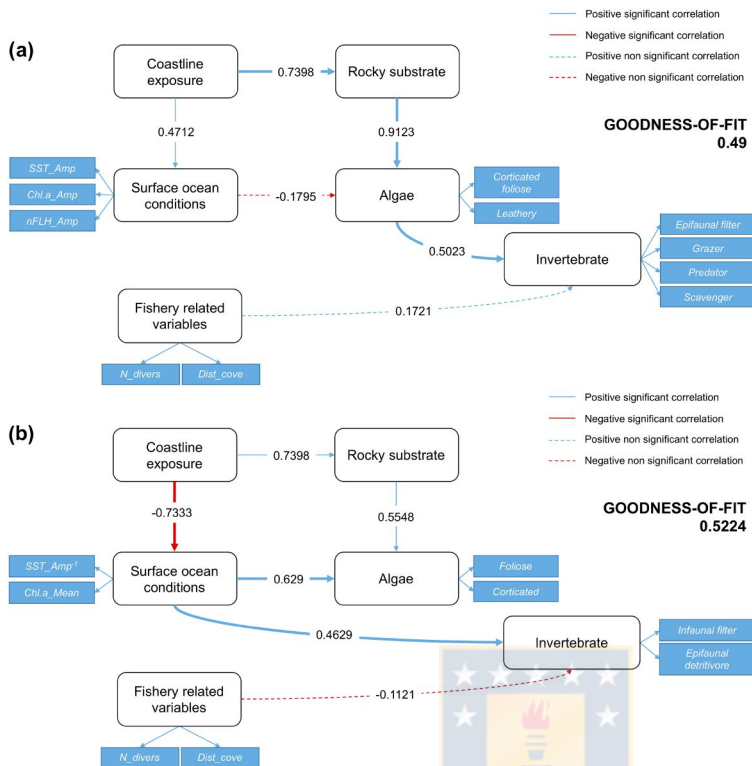 Positive significant correlation
Negative significant correlation
Positive non significant correlation
Negative non significant correlation
(a)
Coastline
exposure
0.7398
Rocky substrate
GOODNESS-OF-FIT
0.49
0.4712
0.9123
SST_Amp
Chl.a_Amp
nFLH_Amp
Surface ocean
conditions
-0.1795
Algae
Corticated
foliose
Leathery
0.5023
Invertebrate
Epifaunal filter
Grazer
Predator
Scavenger
Fishery related
variables
0.1721
N_divers
Dist_cove
Positive significant correlation
Negative significant correlation
Positive non significant correlation
Negative non significant correlation
(b)
Coastline
exposure
0.7398
Rocky substrate
GOODNESS-OF-FIT
0.5224
-0.7333
0.5548
SST_Amp⁻¹
Chl.a_Mean
Surface ocean
conditions
0.629
Algae
Foliose
Corticated
0.4629
Invertebrate
Infaunal filter
Epifaunal
detritivore
Fishery related
variables
-0.1121
N_divers
Dist_cove